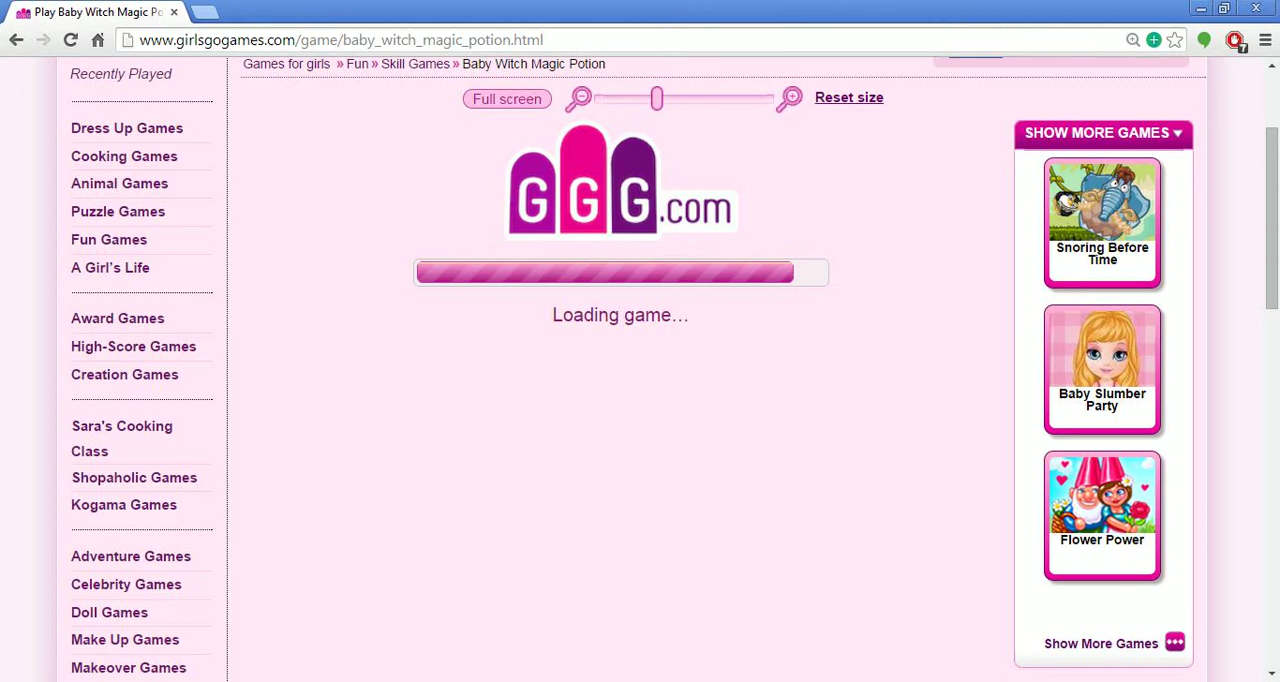 Play Baby Witch Magic Po
www.girlsgogames.com/game/baby_witch_magic_potion.html
7
Recently Played
Dress Up Games
Cooking Games
Animal Games
Puzzle Games
Fun Games
A Girl's Life
Award Games
High-Score Games
Creation Games
Sara's Cooking
Class
Shopaholic Games
Kogama Games
Adventure Games
Celebrity Games
Doll Games
Make Up Games
Makeover Games
Games for girls » Fun » Skill Games » Baby Witch Magic Potion
Full screen
Reset size
GGG.com
Loading game...
SHOW MORE GAMES
Snoring Before
Time
Baby Slumber
Party
Flower Power
Show More Games